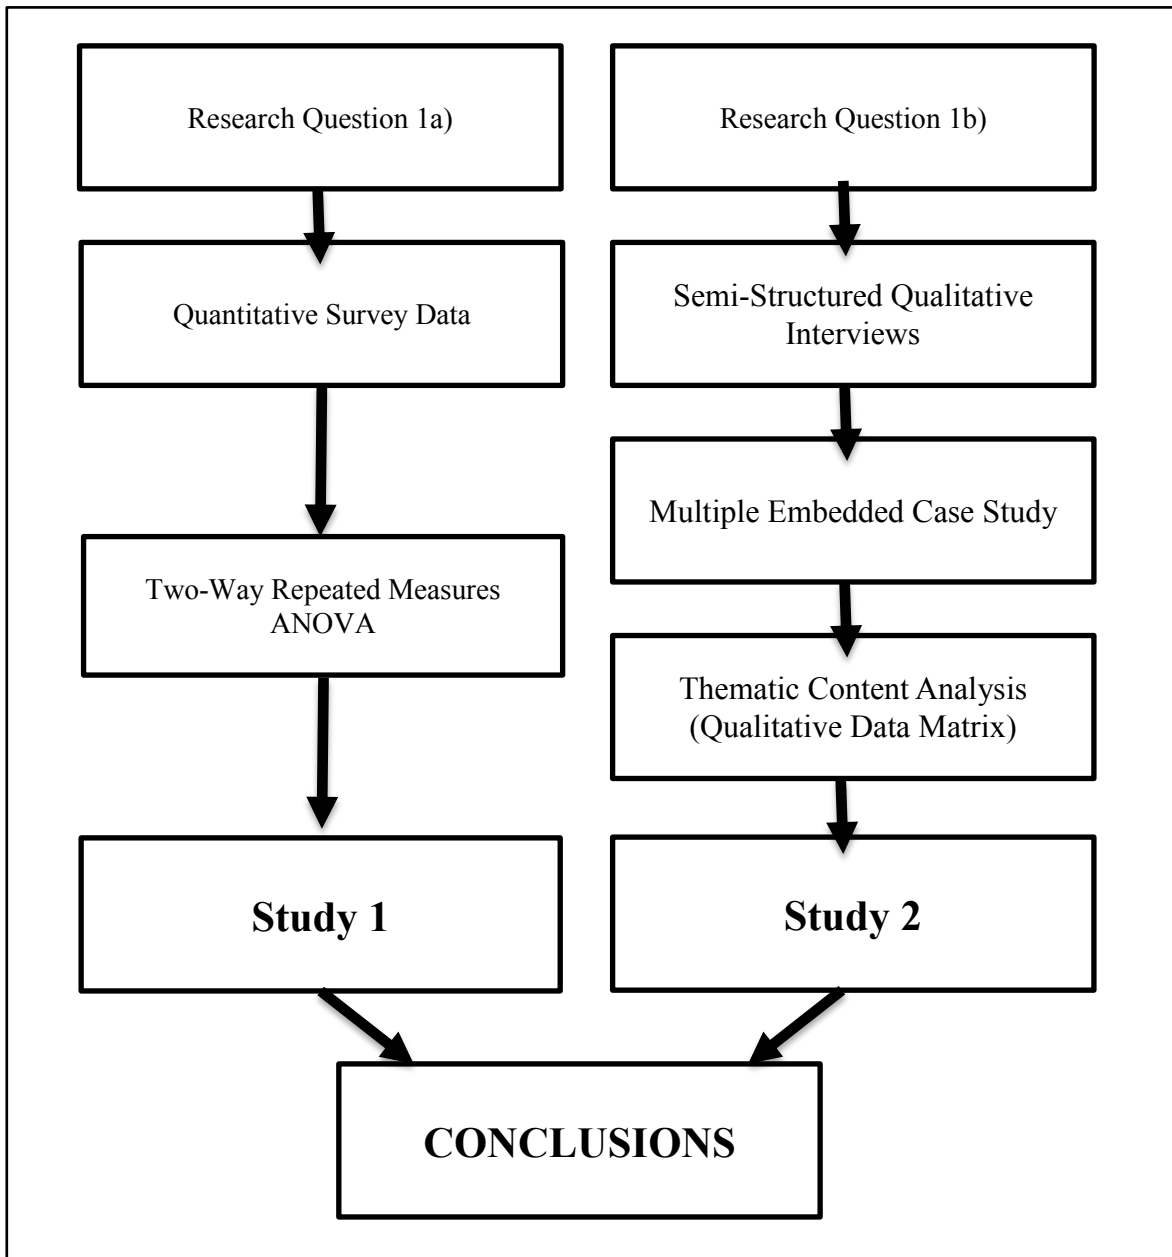 Research Question 1a)
Research Question 1b)
Quantitative Survey Data
Semi-Structured Qualitative
Interviews
Multiple Embedded Case Study
Two-Way Repeated Measures
ANOVA
Thematic Content Analysis
(Qualitative Data Matrix)
Study 1
Study 2
CONCLUSIONS